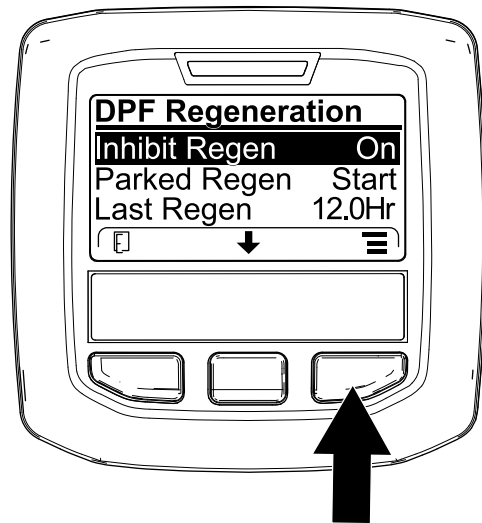 DPF Regeneration
Inhibit Regen On
Parked Regen Start
Last Regen 12.0Hr